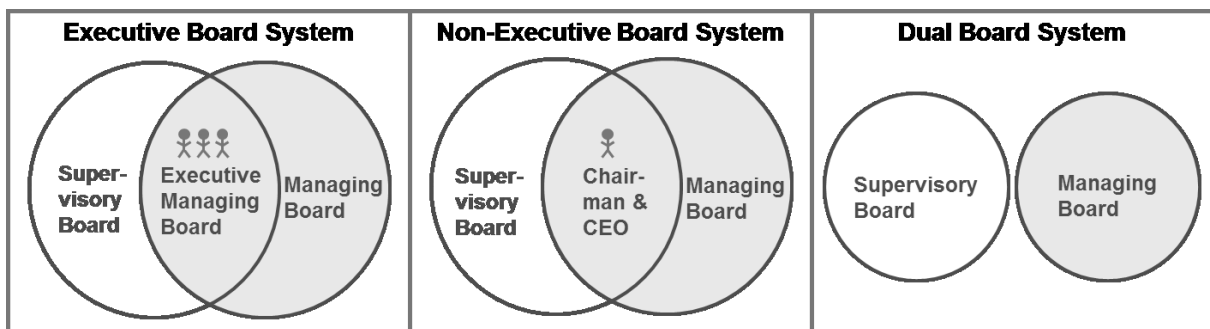 Executive Board System
Super-
visory
Board
Executive
Managing
Board
Managing
Board
Non-Executive Board System
Super-
visory
Board
Chair-
man &
CEO
Managing
Board
Dual Board System
Supervisory
Board
Managing
Board